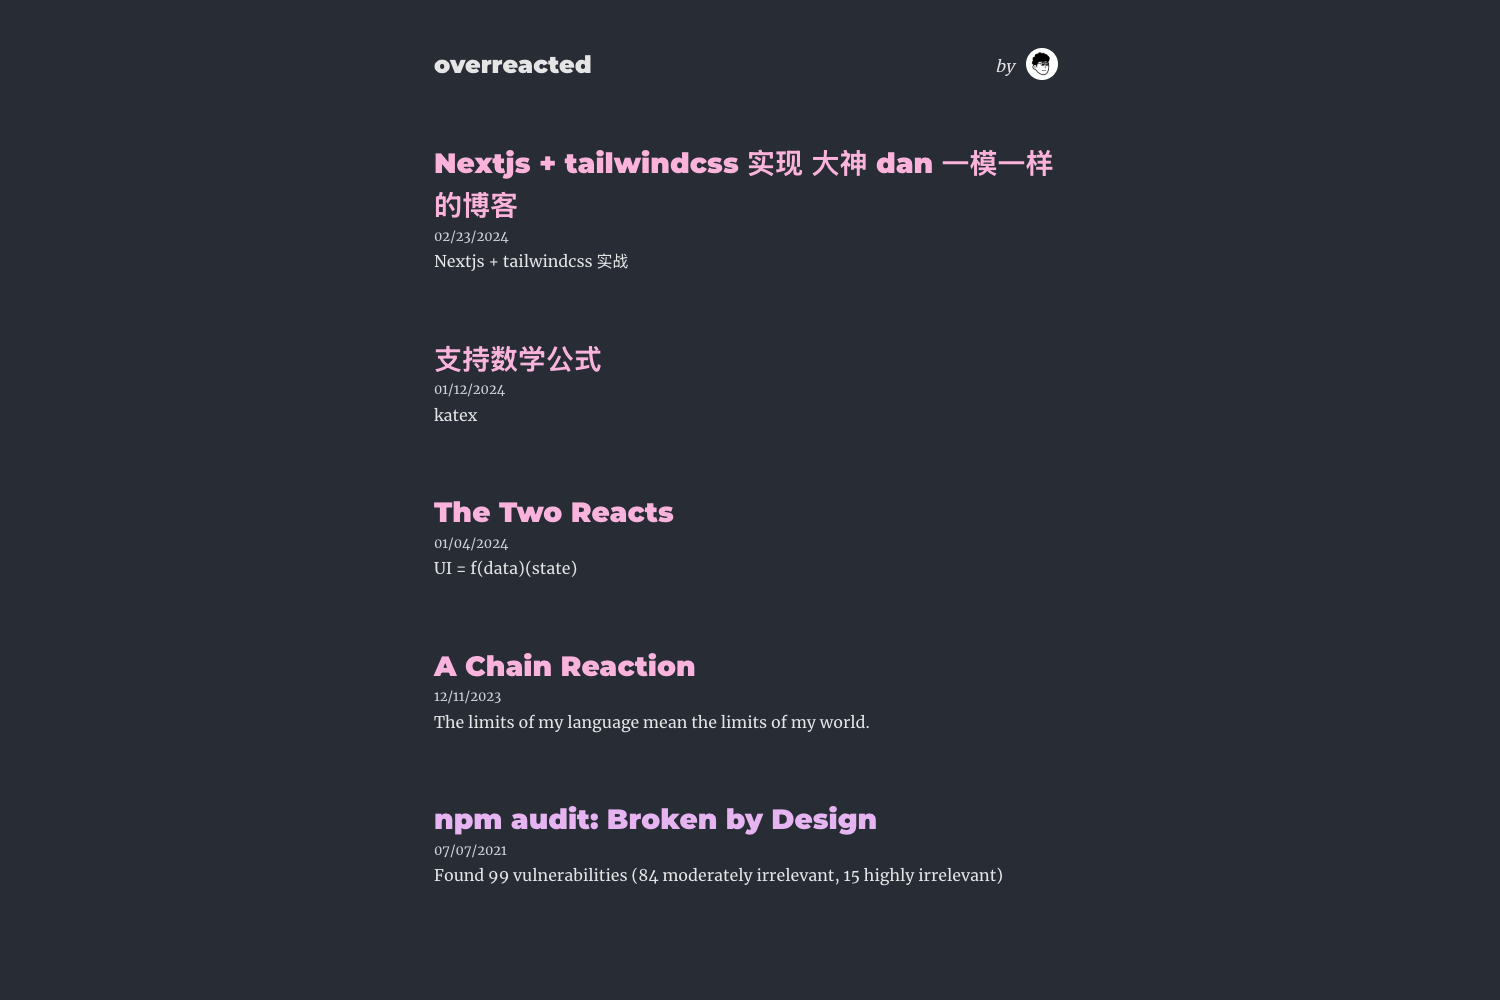 overreacted
by
Nextjs + tailwindcss 实现 大神 dan 一模一样
的博客
02/23/2024
Nextjs + tailwindcss 实战
支持数学公式
01/12/2024
katex
The Two Reacts
01/04/2024
UI = f(data)(state)
A Chain Reaction
12/11/2023
The limits of my language mean the limits of my world.
npm audit: Broken by Design
07/07/2021
Found 99 vulnerabilities (84 moderately irrelevant, 15 highly irrelevant)